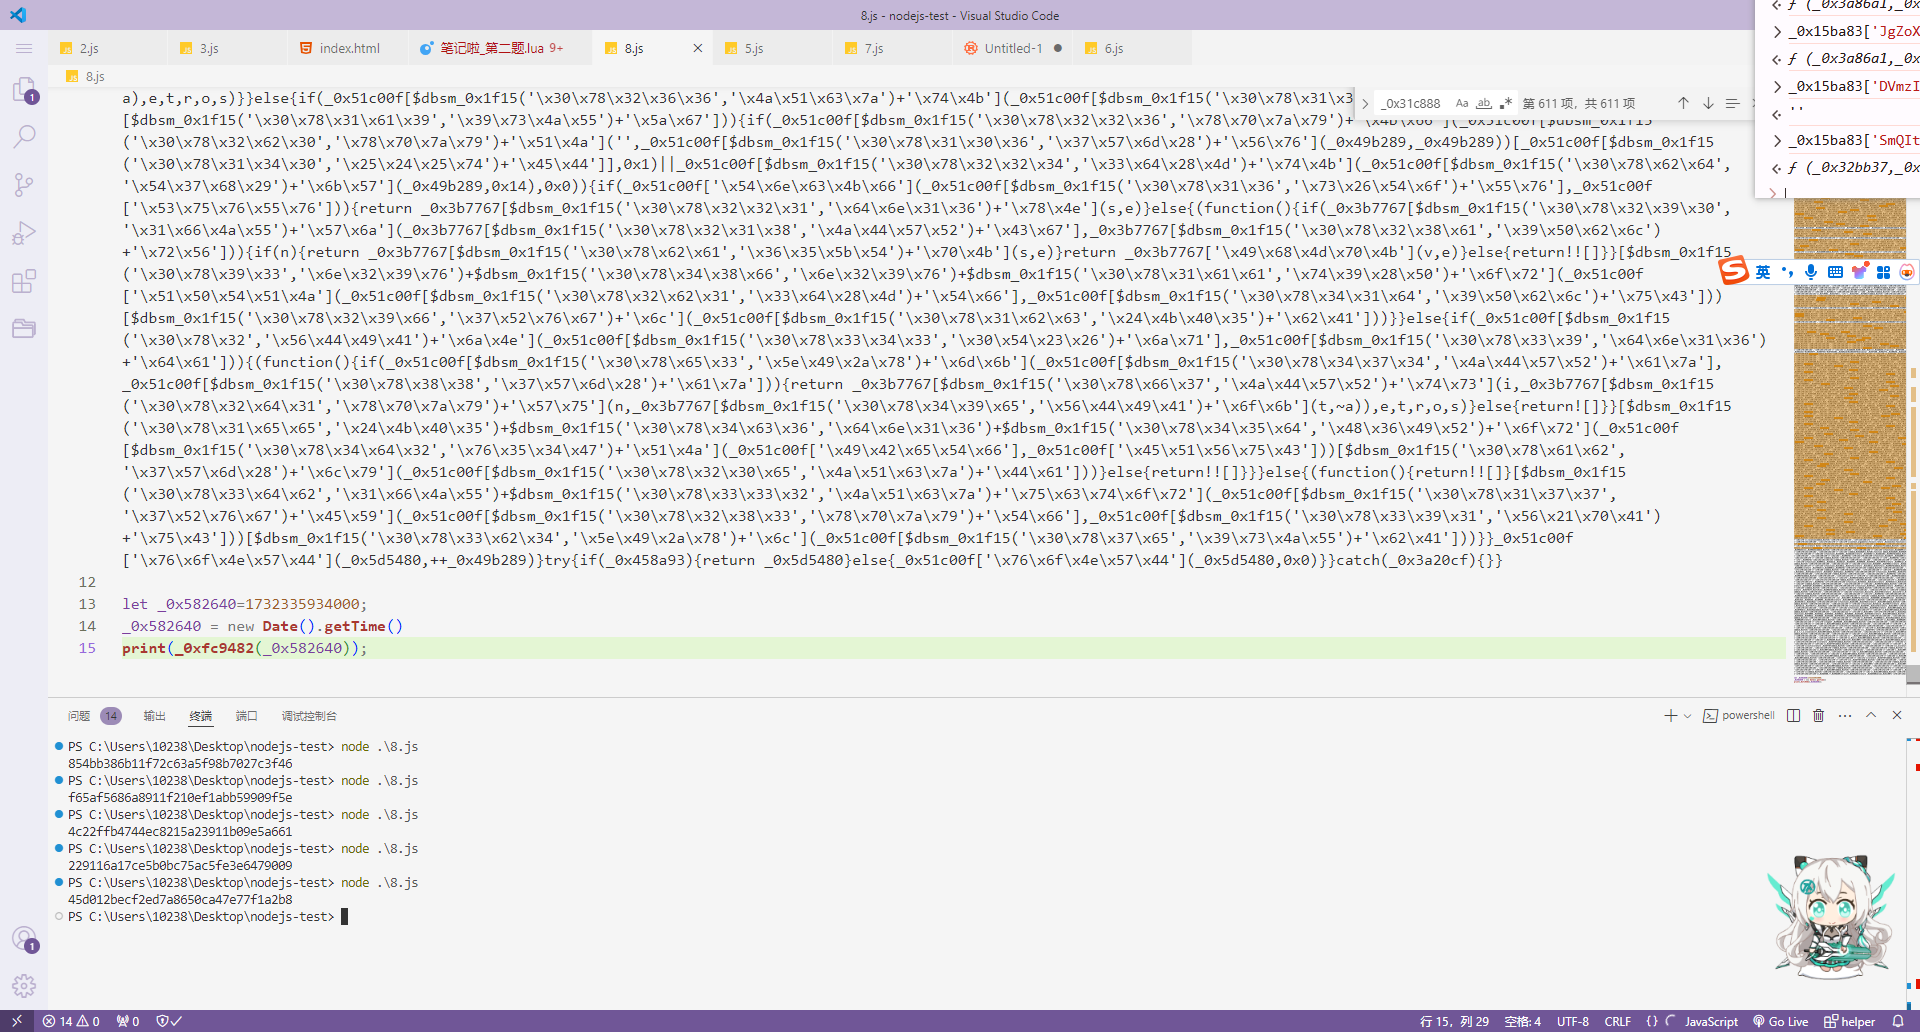 8.js - nodejs-test - Visual Studio Code
2.js 3.js index.html 笔记啦_第二题.lua 9+ 8.js 5.js 7.js Untitled-1 6.js
8.js
_0x31c888 Aa ab 第 611 项，共 611 项
ƒ (_0x3a86a1,_0x
_0x15ba83['JgZoX
ƒ (_0x3a86a1,_0x
_0x15ba83['DVmzI
''
_0x15ba83['SmQIt
ƒ (_0x32bb37,_0x
a),e,t,r,o,s)}}else{if(_0x51c00f[$dbsm_0x1f15('\x30\x78\x32\x36\x36','\x4a\x51\x63\x7a')+'\x74\x4b'](_0x51c00f[$dbsm_0x1f15('\x30\x78\x31\x3
[$dbsm_0x1f15('\x30\x78\x31\x61\x39','\x39\x73\x4a\x55')+'\x5a\x67'])){if(_0x51c00f[$dbsm_0x1f15('\x30\x78\x32\x32\x36','\x78\x70\x7a\x79')+'\x4b\x66'](_0x51c00f[$dbsm_0x1f15
('\x30\x78\x32\x62\x30','\x78\x70\x7a\x79')+'\x51\x4a']('',_0x51c00f[$dbsm_0x1f15('\x30\x78\x31\x30\x36','\x37\x57\x6d\x28')+'\x56\x76'](_0x49b289,_0x49b289))[_0x51c00f[$dbsm_0x1f15
('\x30\x78\x31\x34\x30','\x25\x24\x25\x74')+'\x45\x44']],0x1)||_0x51c00f[$dbsm_0x1f15('\x30\x78\x32\x32\x34','\x33\x64\x28\x4d')+'\x74\x4b'](_0x51c00f[$dbsm_0x1f15('\x30\x78\x62\x64',
'\x54\x37\x68\x29')+'\x6b\x57'](_0x49b289,0x14),0x0)){if(_0x51c00f['\x54\x6e\x63\x4b\x66'](_0x51c00f[$dbsm_0x1f15('\x30\x78\x31\x36','\x73\x26\x54\x6f')+'\x55\x76'],_0x51c00f
['\x53\x75\x76\x55\x76'])){return _0x3b7767[$dbsm_0x1f15('\x30\x78\x32\x32\x31','\x64\x6e\x31\x36')+'\x78\x4e'](s,e)}else{(function(){if(_0x3b7767[$dbsm_0x1f15('\x30\x78\x32\x39\x30',
'\x31\x66\x4a\x55')+'\x57\x6a'](_0x3b7767[$dbsm_0x1f15('\x30\x78\x32\x31\x38','\x4a\x44\x57\x52')+'\x43\x67'],_0x3b7767[$dbsm_0x1f15('\x30\x78\x32\x38\x61','\x39\x50\x62\x6c')
+'\x72\x56'])){if(n){return _0x3b7767[$dbsm_0x1f15('\x30\x78\x62\x61','\x36\x35\x5b\x54')+'\x70\x4b'](s,e)}return _0x3b7767['\x49\x68\x4d\x70\x4b'](v,e)}else{return!![]}}[$dbsm_0x1f15
('\x30\x78\x39\x33','\x6e\x32\x39\x76')+$dbsm_0x1f15('\x30\x78\x34\x38\x66','\x6e\x32\x39\x76')+$dbsm_0x1f15('\x30\x78\x31\x61\x61','\x74\x39\x28\x50')+'\x6f\x72'](_0x51c00f
['\x51\x50\x54\x51\x4a'](_0x51c00f[$dbsm_0x1f15('\x30\x78\x32\x62\x31','\x33\x64\x28\x4d')+'\x54\x66'],_0x51c00f[$dbsm_0x1f15('\x30\x78\x34\x31\x64','\x39\x50\x62\x6c')+'\x75\x43']))
[$dbsm_0x1f15('\x30\x78\x32\x39\x66','\x37\x52\x76\x67')+'\x6c'](_0x51c00f[$dbsm_0x1f15('\x30\x78\x31\x62\x63','\x24\x4b\x40\x35')+'\x62\x41']))}}else{if(_0x51c00f[$dbsm_0x1f15
('\x30\x78\x32','\x56\x44\x49\x41')+'\x6a\x4e'](_0x51c00f[$dbsm_0x1f15('\x30\x78\x33\x34\x33','\x30\x54\x23\x26')+'\x6a\x71'],_0x51c00f[$dbsm_0x1f15('\x30\x78\x33\x39','\x64\x6e\x31\x36')
+'\x64\x61'])){(function(){if(_0x51c00f[$dbsm_0x1f15('\x30\x78\x65\x33','\x5e\x49\x2a\x78')+'\x6d\x6b'](_0x51c00f[$dbsm_0x1f15('\x30\x78\x34\x37\x34','\x4a\x44\x57\x52')+'\x61\x7a'],
_0x51c00f[$dbsm_0x1f15('\x30\x78\x38\x38','\x37\x57\x6d\x28')+'\x61\x7a'])){return _0x3b7767[$dbsm_0x1f15('\x30\x78\x66\x37','\x4a\x44\x57\x52')+'\x74\x73'](i,_0x3b7767[$dbsm_0x1f15
('\x30\x78\x32\x64\x31','\x78\x70\x7a\x79')+'\x57\x75'](n,_0x3b7767[$dbsm_0x1f15('\x30\x78\x34\x39\x65','\x56\x44\x49\x41')+'\x6f\x6b'](t,~a)),e,t,r,o,s)}else{return![]}}[$dbsm_0x1f15
('\x30\x78\x31\x65\x65','\x24\x4b\x40\x35')+$dbsm_0x1f15('\x30\x78\x34\x63\x36','\x64\x6e\x31\x36')+$dbsm_0x1f15('\x30\x78\x34\x35\x64','\x48\x36\x49\x52')+'\x6f\x72'](_0x51c00f
[$dbsm_0x1f15('\x30\x78\x34\x64\x32','\x76\x35\x34\x47')+'\x51\x4a'](_0x51c00f['\x49\x42\x65\x54\x66'],_0x51c00f['\x45\x51\x56\x75\x43']))[$dbsm_0x1f15('\x30\x78\x61\x62',
'\x37\x57\x6d\x28')+'\x6c\x79'](_0x51c00f[$dbsm_0x1f15('\x30\x78\x32\x30\x65','\x4a\x51\x63\x7a')+'\x44\x61']))}else{return!![]}}}else{(function(){return!![]}[$dbsm_0x1f15
('\x30\x78\x33\x64\x62','\x31\x66\x4a\x55')+$dbsm_0x1f15('\x30\x78\x33\x33\x32','\x4a\x51\x63\x7a')+'\x75\x63\x74\x6f\x72'](_0x51c00f[$dbsm_0x1f15('\x30\x78\x31\x37\x37',
'\x37\x52\x76\x67')+'\x45\x59'](_0x51c00f[$dbsm_0x1f15('\x30\x78\x32\x38\x33','\x78\x70\x7a\x79')+'\x54\x66'],_0x51c00f[$dbsm_0x1f15('\x30\x78\x33\x39\x31','\x56\x21\x70\x41')
+'\x75\x43']))[$dbsm_0x1f15('\x30\x78\x33\x62\x34','\x5e\x49\x2a\x78')+'\x6c'](_0x51c00f[$dbsm_0x1f15('\x30\x78\x37\x65','\x39\x73\x4a\x55')+'\x62\x41']))}}_0x51c00f
['\x76\x6f\x4e\x57\x44'](_0x5d5480,++_0x49b289)}try{if(_0x458a93){return _0x5d5480}else{_0x51c00f['\x76\x6f\x4e\x57\x44'](_0x5d5480,0x0)}}catch(_0x3a20cf){}}
12
13 let _0x582640=1732335934000;
14 _0x582640 = new Date().getTime()
15 print(_0xfc9482(_0x582640));
英
问题 14 输出 终端 端口 调试控制台 powershell
PS C:\Users\10238\Desktop\nodejs-test> node .\8.js
854bb386b11f72c63a5f98b7027c3f46
PS C:\Users\10238\Desktop\nodejs-test> node .\8.js
f65af5686a8911f210ef1abb59909f5e
PS C:\Users\10238\Desktop\nodejs-test> node .\8.js
4c22ffb4744ec8215a23911b09e5a661
PS C:\Users\10238\Desktop\nodejs-test> node .\8.js
229116a17ce5b0bc75ac5fe3e6479009
PS C:\Users\10238\Desktop\nodejs-test> node .\8.js
45d012becf2ed7a8650ca47e77f1a2b8
PS C:\Users\10238\Desktop\nodejs-test>
1
1
14 0 0 行 15，列 29 空格: 4 UTF-8 CRLF {} JavaScript Go Live helper